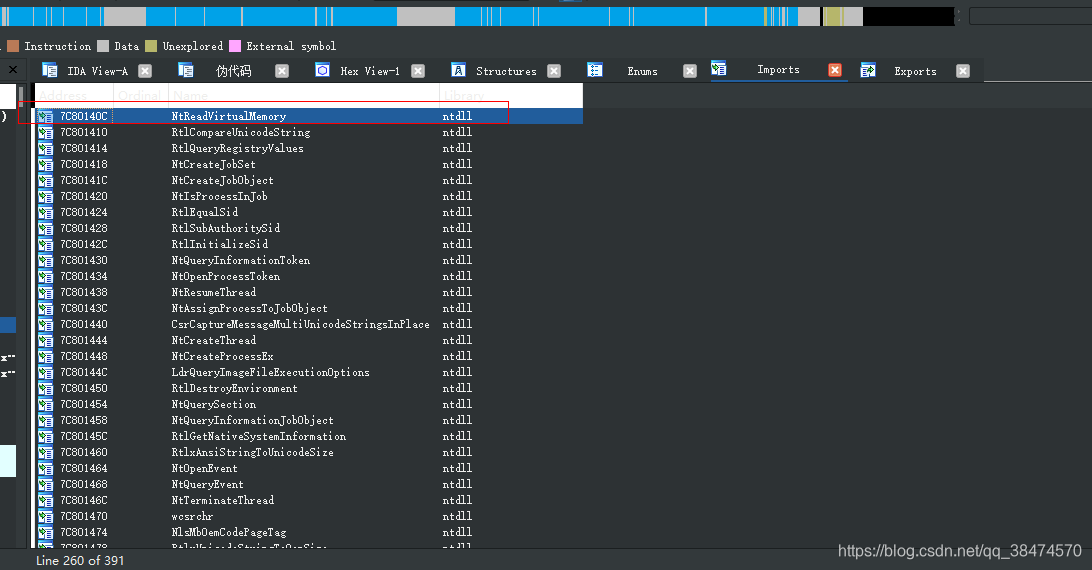 Instruction Data Unexplored External symbol
IDA View-A 伪代码 Hex View-1 Structures Enums Imports Exports
Address Ordinal Name Library
)
7C80140C NtReadVirtualMemory ntdll
7C801410 RtlCompareUnicodeString ntdll
7C801414 RtlQueryRegistryValues ntdll
7C801418 NtCreateJobSet ntdll
7C80141C NtCreateJobObject ntdll
7C801420 NtIsProcessInJob ntdll
7C801424 RtlEqualSid ntdll
7C801428 RtlSubAuthoritySid ntdll
7C80142C RtlInitializeSid ntdll
7C801430 NtQueryInformationToken ntdll
7C801434 NtOpenProcessToken ntdll
7C801438 NtResumeThread ntdll
7C80143C NtAssignProcessToJobObject ntdll
7C801440 CsrCaptureMessageMultiUnicodeStringsInPlace ntdll
7C801444 NtCreateThread ntdll
7C801448 NtCreateProcessEx ntdll
7C80144C LdrQueryImageFileExecutionOptions ntdll
7C801450 RtlDestroyEnvironment ntdll
7C801454 NtQuerySection ntdll
7C801458 NtQueryInformationJobObject ntdll
7C80145C RtlGetNativeSystemInformation ntdll
7C801460 RtlxAnsiStringToUnicodeSize ntdll
7C801464 NtOpenEvent ntdll
7C801468 NtQueryEvent ntdll
7C80146C NtTerminateThread ntdll
7C801470 wcsrchr ntdll
7C801474 NlsMbOemCodePageTag ntdll
7C801478 RtlxUnicodeStringToOemSize ntdll
Line 260 of 391
https://blog.csdn.net/qq_38474570